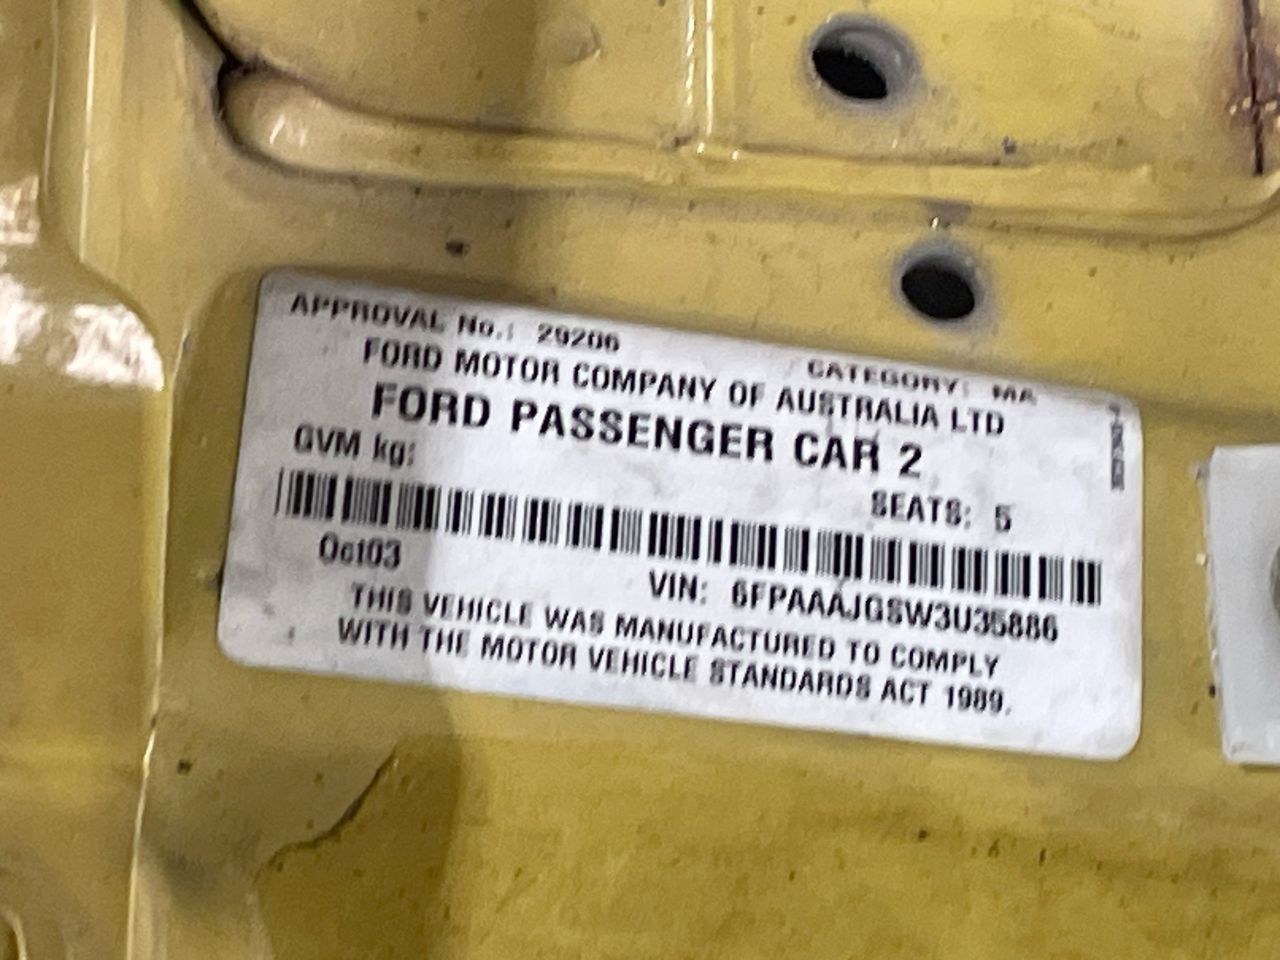 APPROVAL No.: 29206
CATEGORY: MA
FORD MOTOR COMPANY OF AUSTRALIA LTD
FORD PASSENGER CAR 2
GVM kg:
SEATS: 5
Oct03
VIN: 6FPAAAJGSW3U35886
THIS VEHICLE WAS MANUFACTURED TO COMPLY
WITH THE MOTOR VEHICLE STANDARDS ACT 1989.